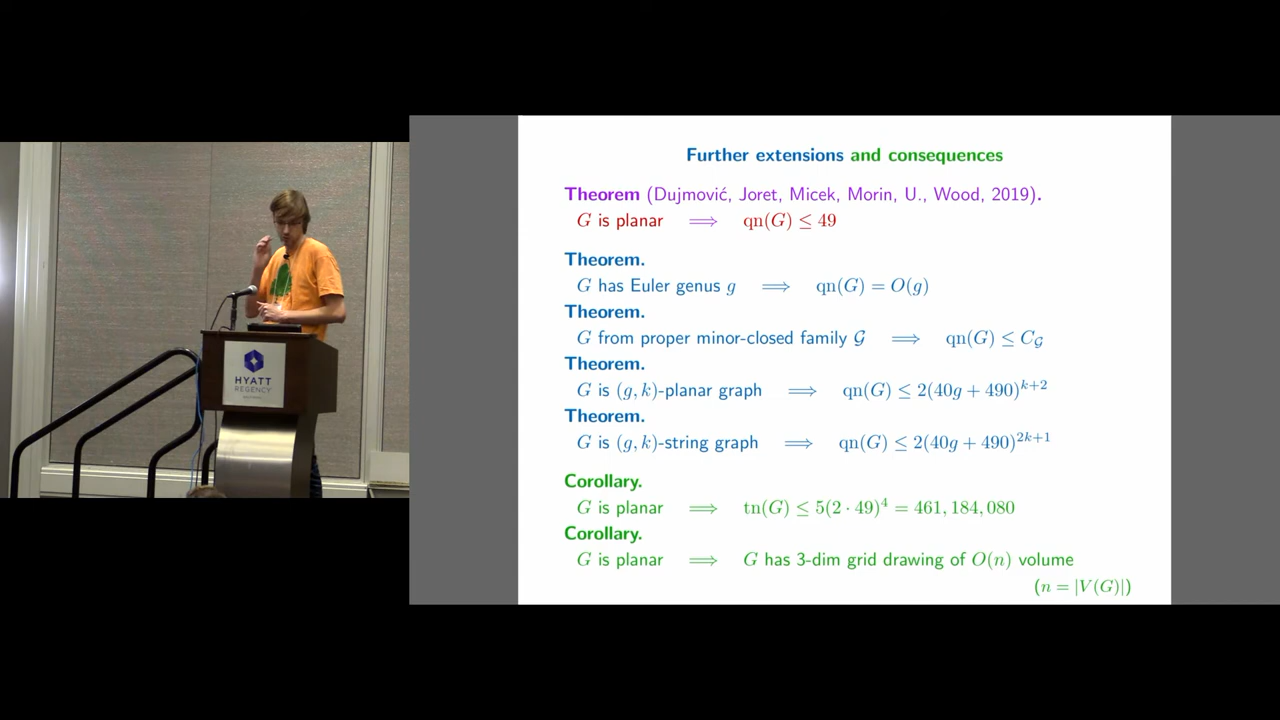 Further extensions and consequences
Theorem (Dujmović, Joret, Micek, Morin, U., Wood, 2019).
G is planar ⟹ qn(G) ≤ 49
Theorem.
G has Euler genus g ⟹ qn(G) = O(g)
Theorem.
G from proper minor-closed family 𝒢 ⟹ qn(G) ≤ C_𝒢
Theorem.
G is (g, k)-planar graph ⟹ qn(G) ≤ 2(40g + 490)^{k+2}
Theorem.
G is (g, k)-string graph ⟹ qn(G) ≤ 2(40g + 490)^{2k+1}
Corollary.
G is planar ⟹ tn(G) ≤ 5(2 · 49)^4 = 461, 184, 080
Corollary.
G is planar ⟹ G has 3-dim grid drawing of O(n) volume
(n = |V(G)|)
HYATT
REGENCY